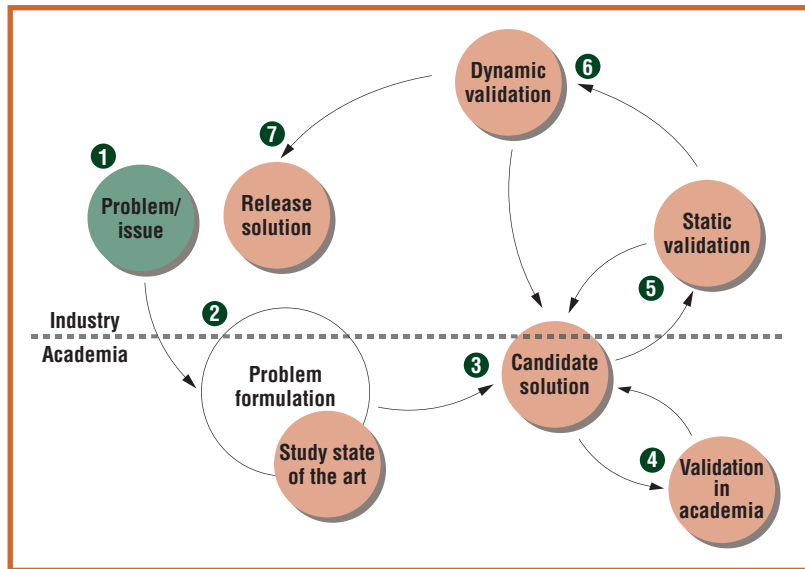 1
Problem/
issue
2
Problem
formulation
Study state
of the art
3
Candidate
solution
4
Validation
in
academia
5
Static
validation
6
Dynamic
validation
7
Release
solution
Industry
Academia